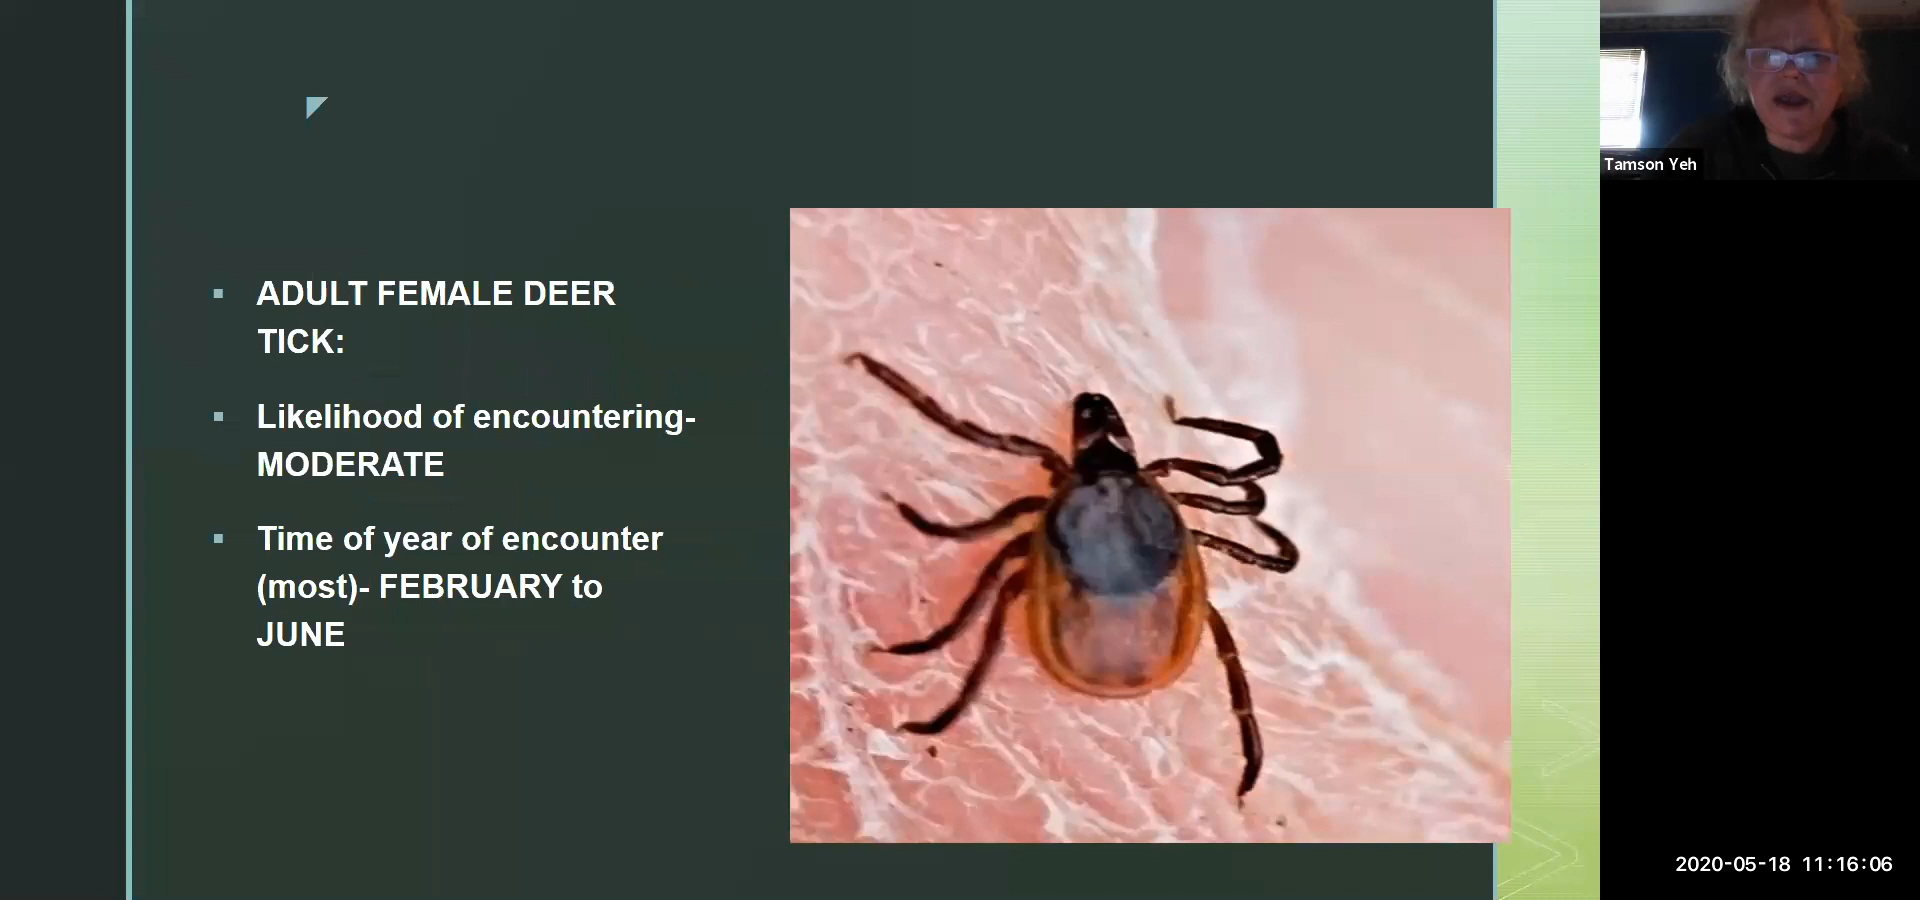 ADULT FEMALE DEER
TICK:
Likelihood of encountering-
MODERATE
Time of year of encounter
(most)- FEBRUARY to
JUNE
Tamson Yeh
2020-05-18 11:16:06